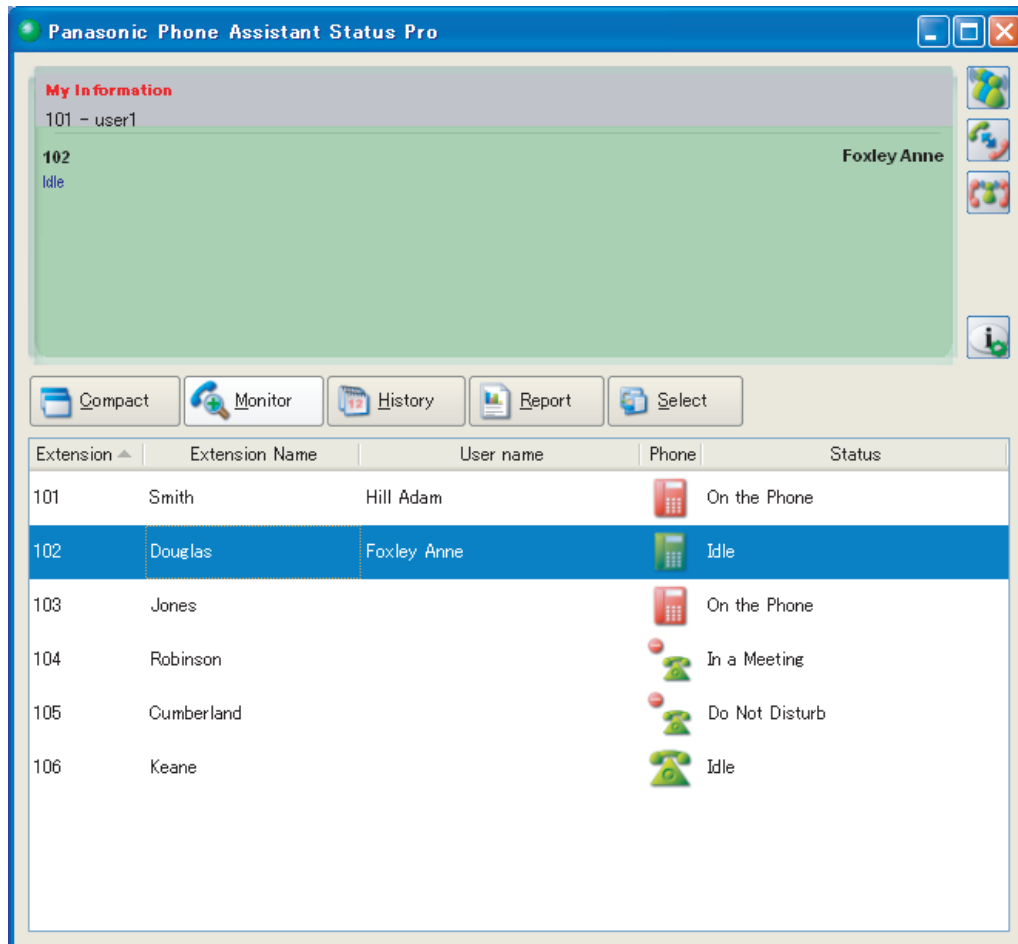 Panasonic Phone Assistant Status Pro
My Information
101 - user1
102 Foxley Anne
Idle
Compact Monitor History Report Select
Extension Extension Name User name Phone Status
101 Smith Hill Adam On the Phone
102 Douglas Foxley Anne Idle
103 Jones On the Phone
104 Robinson In a Meeting
105 Cumberland Do Not Disturb
106 Keane Idle